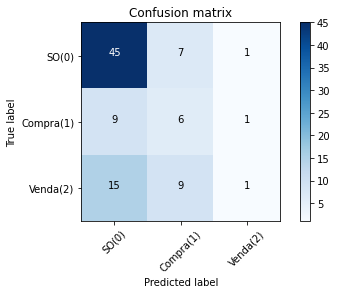 Confusion matrix
True label
SO(0)
45 7 1
Compra(1)
9 6 1
Venda(2)
15 9 1
SO(0) Compra(1) Venda(2)
Predicted label
45
40
35
30
25
20
15
10
5